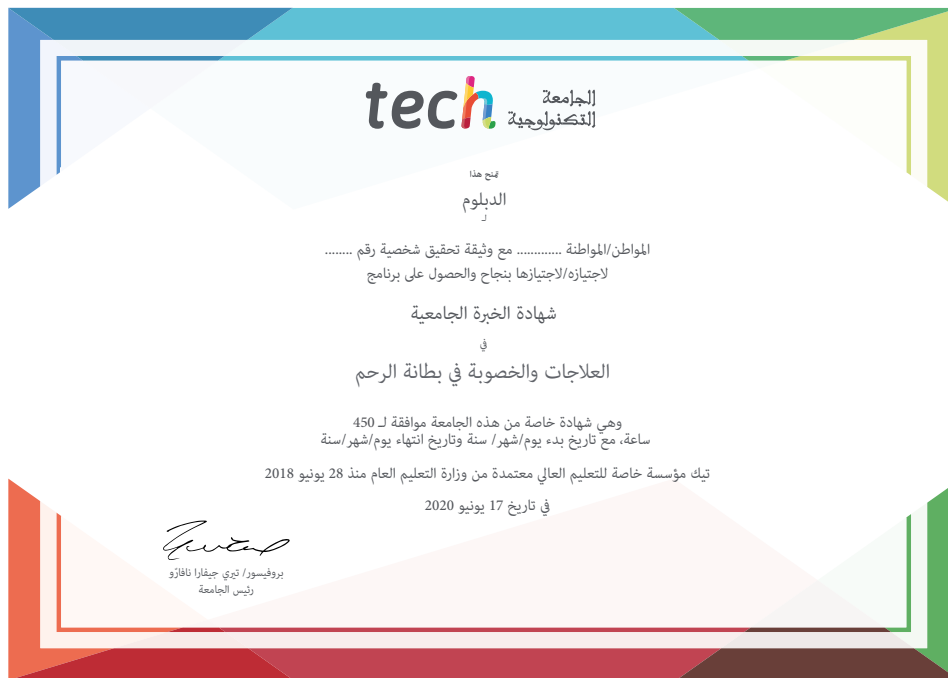 tech الجامعة
التكنولوجية
يمنح هذا
الدبلوم
لـ
المواطن/المواطنة ............. مع وثيقة تحقيق شخصية رقم ........
لاجتيازه/لاجتيازها بنجاح والحصول على برنامج
شهادة الخبرة الجامعية
في
العلاجات والخصوبة في بطانة الرحم
وهي شهادة خاصة من هذه الجامعة موافقة لـ 450
ساعة، مع تاريخ بدء يوم/شهر/ سنة وتاريخ انتهاء يوم/شهر/سنة
تيك مؤسسة خاصة للتعليم العالي معتمدة من وزارة التعليم العام منذ 28 يونيو 2018
في تاريخ 17 يونيو 2020
بروفيسور/ تيري جيفارا نافارّو
رئيس الجامعة